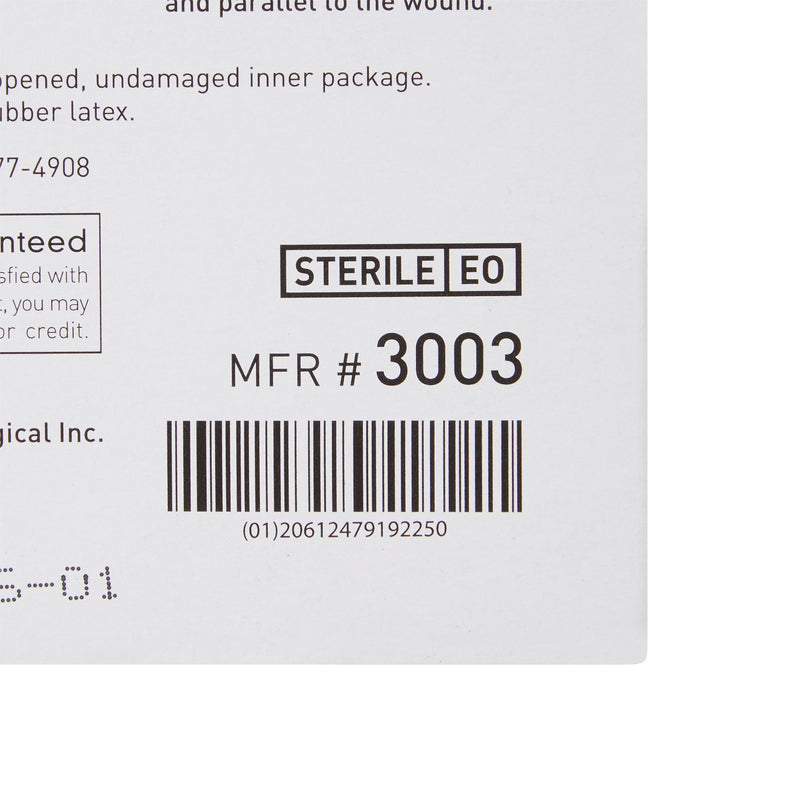 and parallel to the wound.
opened, undamaged inner package.
ubber latex.
77-4908
nteed
sfied with
t, you may
or credit.
STERILE EO
MFR # 3003
gical Inc.
(01)20612479192250
5-01